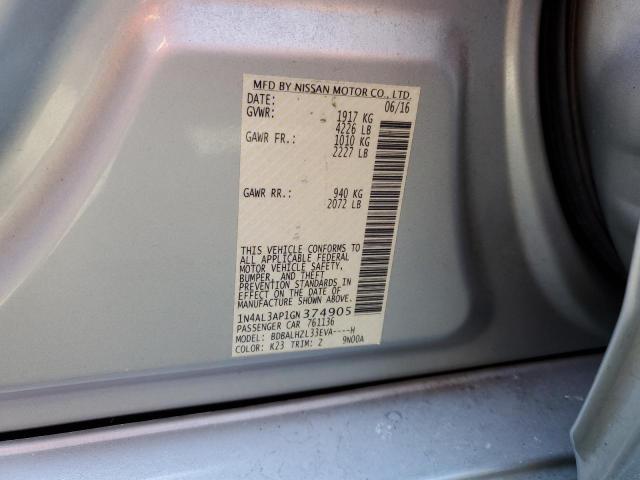 MFD BY NISSAN MOTOR CO., LTD
DATE: 06/16
GVWR: 1917 KG
4226 LB
GAWR FR.: 1010 KG
2227 LB
GAWR RR.: 940 KG
2072 LB
THIS VEHICLE CONFORMS TO
ALL APPLICABLE FEDERAL
MOTOR VEHICLE SAFETY,
BUMPER, AND THEFT
PREVENTION STANDARDS IN
EFFECT ON THE DATE OF
MANUFACTURE SHOWN ABOVE.
1N4AL3AP1GN374905
PASSENGER CAR 761136
MODEL: BDBALHZL33EVA----H
COLOR: K23 TRIM: Z 9N00A